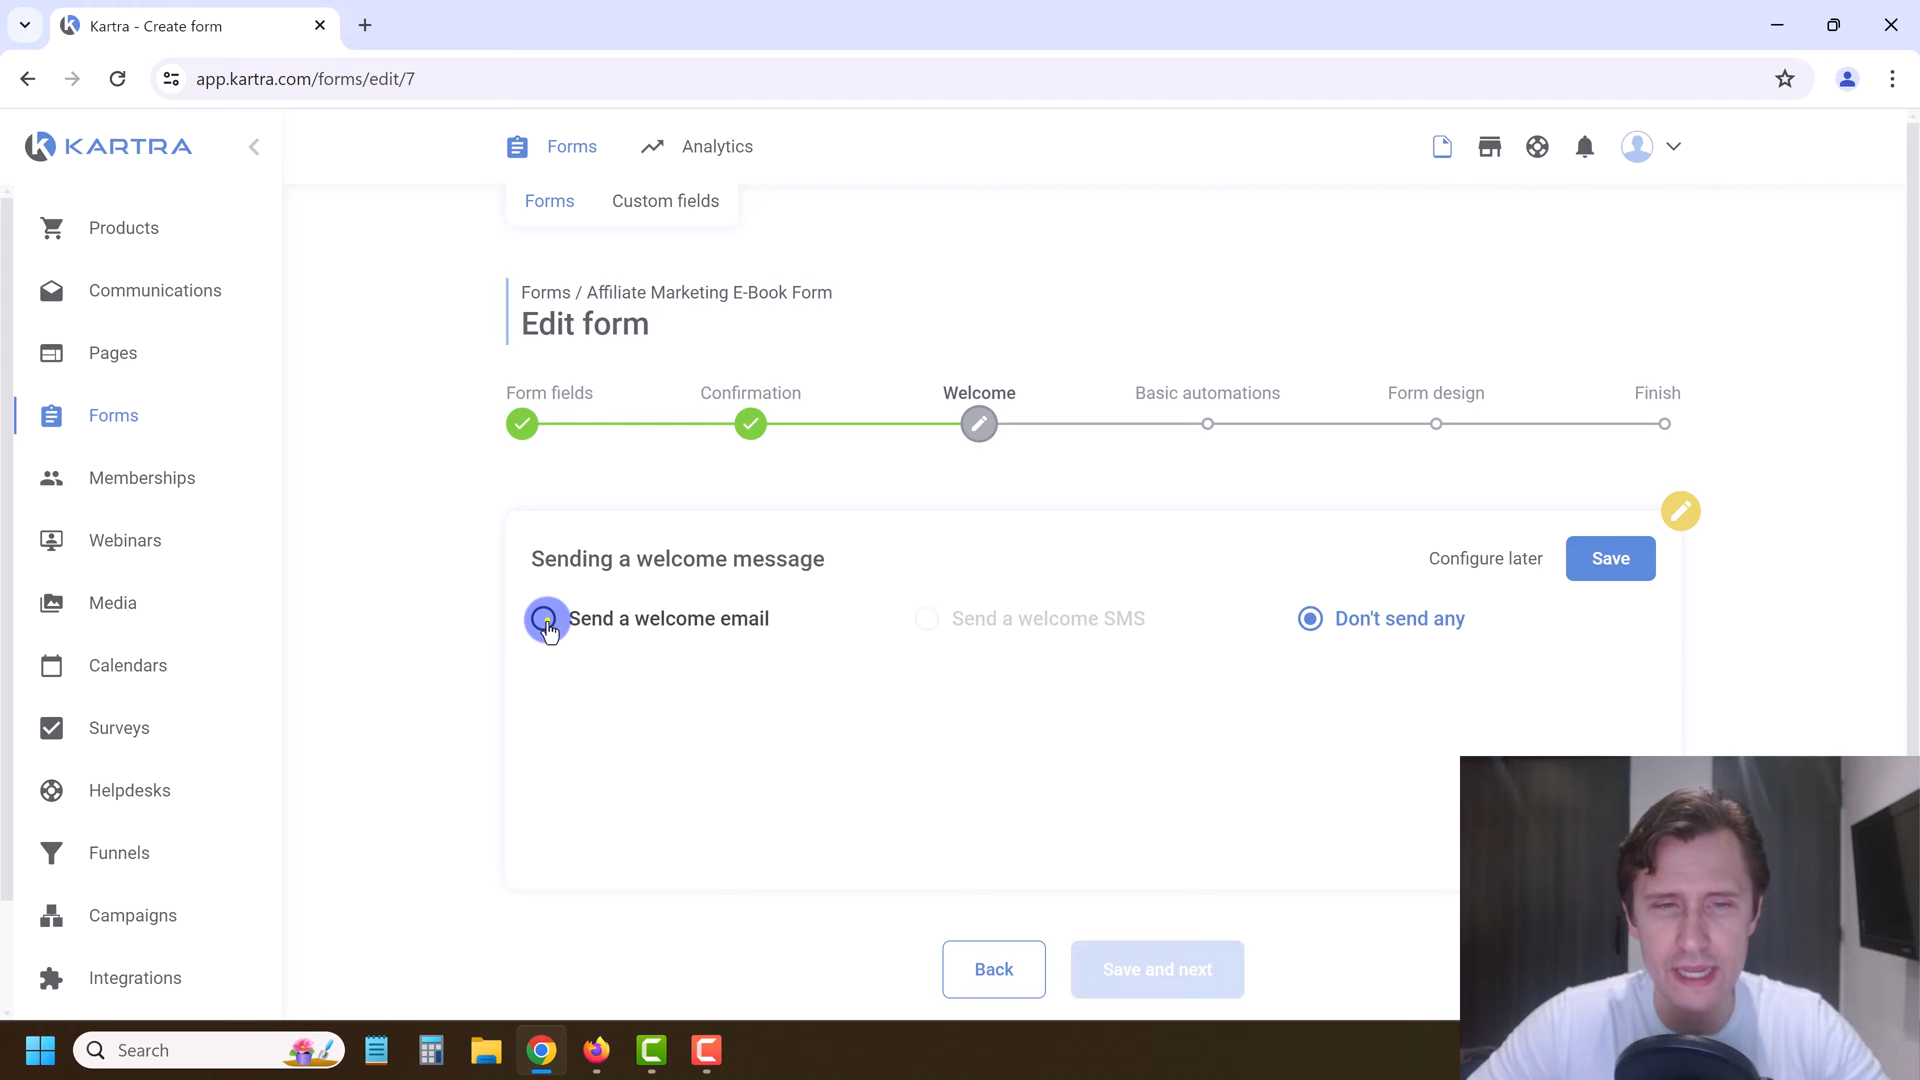 Kartra - Create form
app.kartra.com/forms/edit/7
KARTRA
Forms
Analytics
Forms
Custom fields
Products
Communications
Pages
Forms
Memberships
Webinars
Media
Calendars
Surveys
Helpdesks
Funnels
Campaigns
Integrations
Forms / Affiliate Marketing E-Book Form
Edit form
Form fields
Confirmation
Welcome
Basic automations
Form design
Finish
Sending a welcome message
Configure later
Save
Send a welcome email
Send a welcome SMS
Don't send any
Back
Save and next
Search